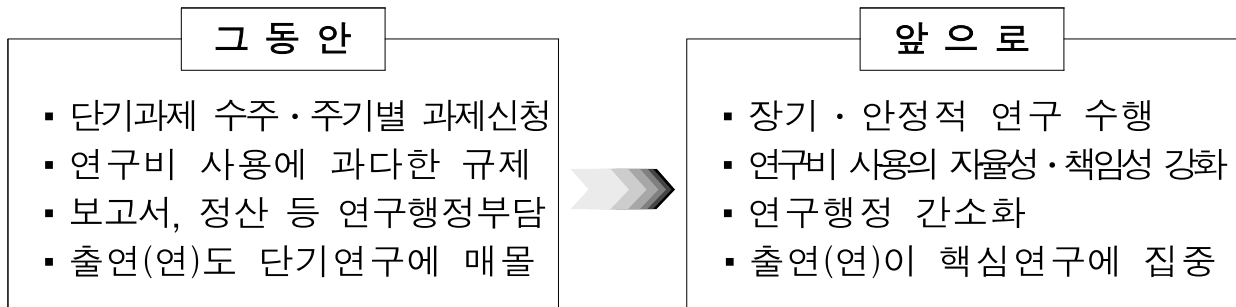 그 동 안
▪ 단기과제 수주·주기별 과제신청
▪ 연구비 사용에 과다한 규제
▪ 보고서, 정산 등 연구행정부담
▪ 출연(연)도 단기연구에 매몰
앞 으 로
▪ 장기·안정적 연구 수행
▪ 연구비 사용의 자율성·책임성 강화
▪ 연구행정 간소화
▪ 출연(연)이 핵심연구에 집중